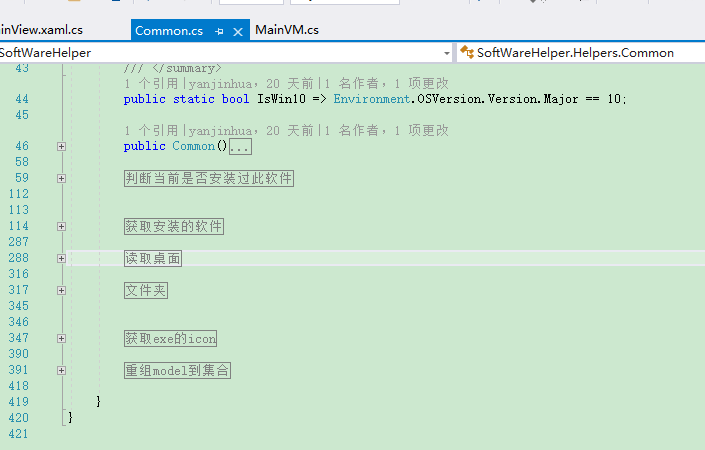 inView.xaml.cs Common.cs MainVM.cs
SoftWareHelper SoftWareHelper.Helpers.Common
43 /// </summary>
1 个引用|yanjinhua，20 天前|1 名作者，1 项更改
44 public static bool IsWin10 => Environment.OSVersion.Version.Major == 10;
45
1 个引用|yanjinhua，20 天前|1 名作者，1 项更改
46 public Common()...
58
59 判断当前是否安装过此软件
112
113
114 获取安装的软件
287
288 读取桌面
316
317 文件夹
345
346
347 获取exe的icon
390
391 重组model到集合
418
419 }
420 }
421